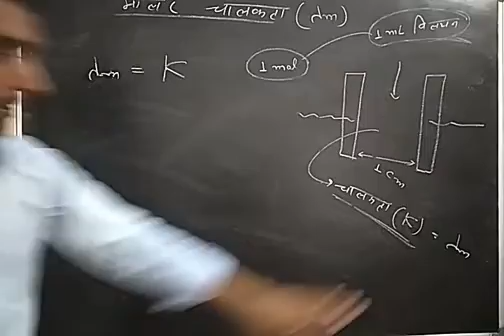 मोलर चालकता (λm)
λm = K
1 mol
1 mL विलयन
1 cm
चालकता (K) = λm